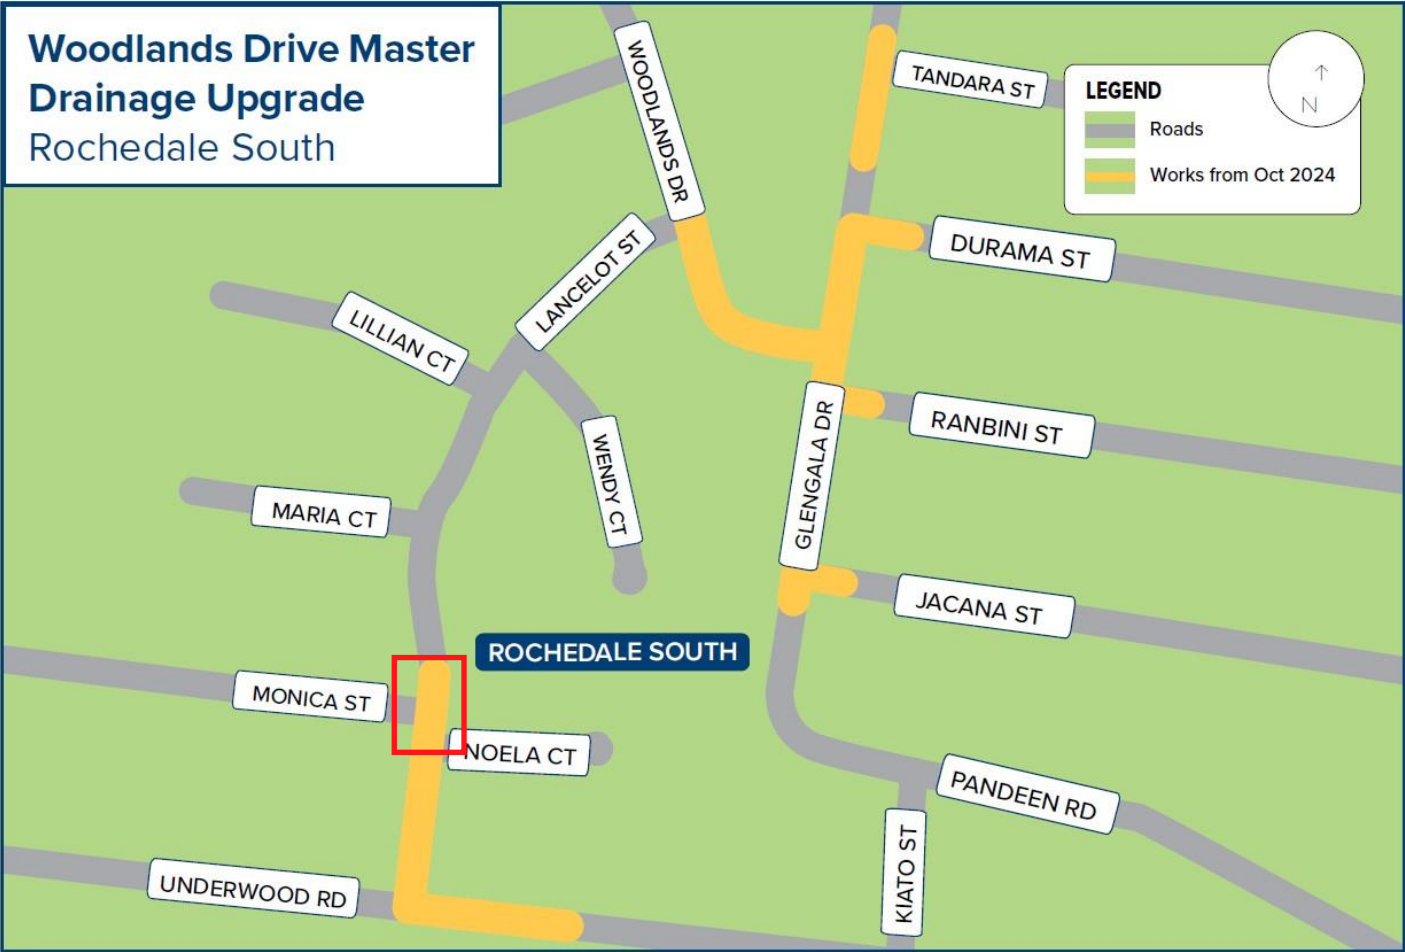 Woodlands Drive Master
Drainage Upgrade
Rochedale South
WOODLANDS DR
TANDARA ST
LEGEND
N
Roads
Works from Oct 2024
LANCELOT ST
DURAMA ST
LILLIAN CT
RANBINI ST
GLENGALA DR
WENDY CT
MARIA CT
JACANA ST
ROCHEDALE SOUTH
MONICA ST
NOELA CT
PANDEEN RD
KIATO ST
UNDERWOOD RD